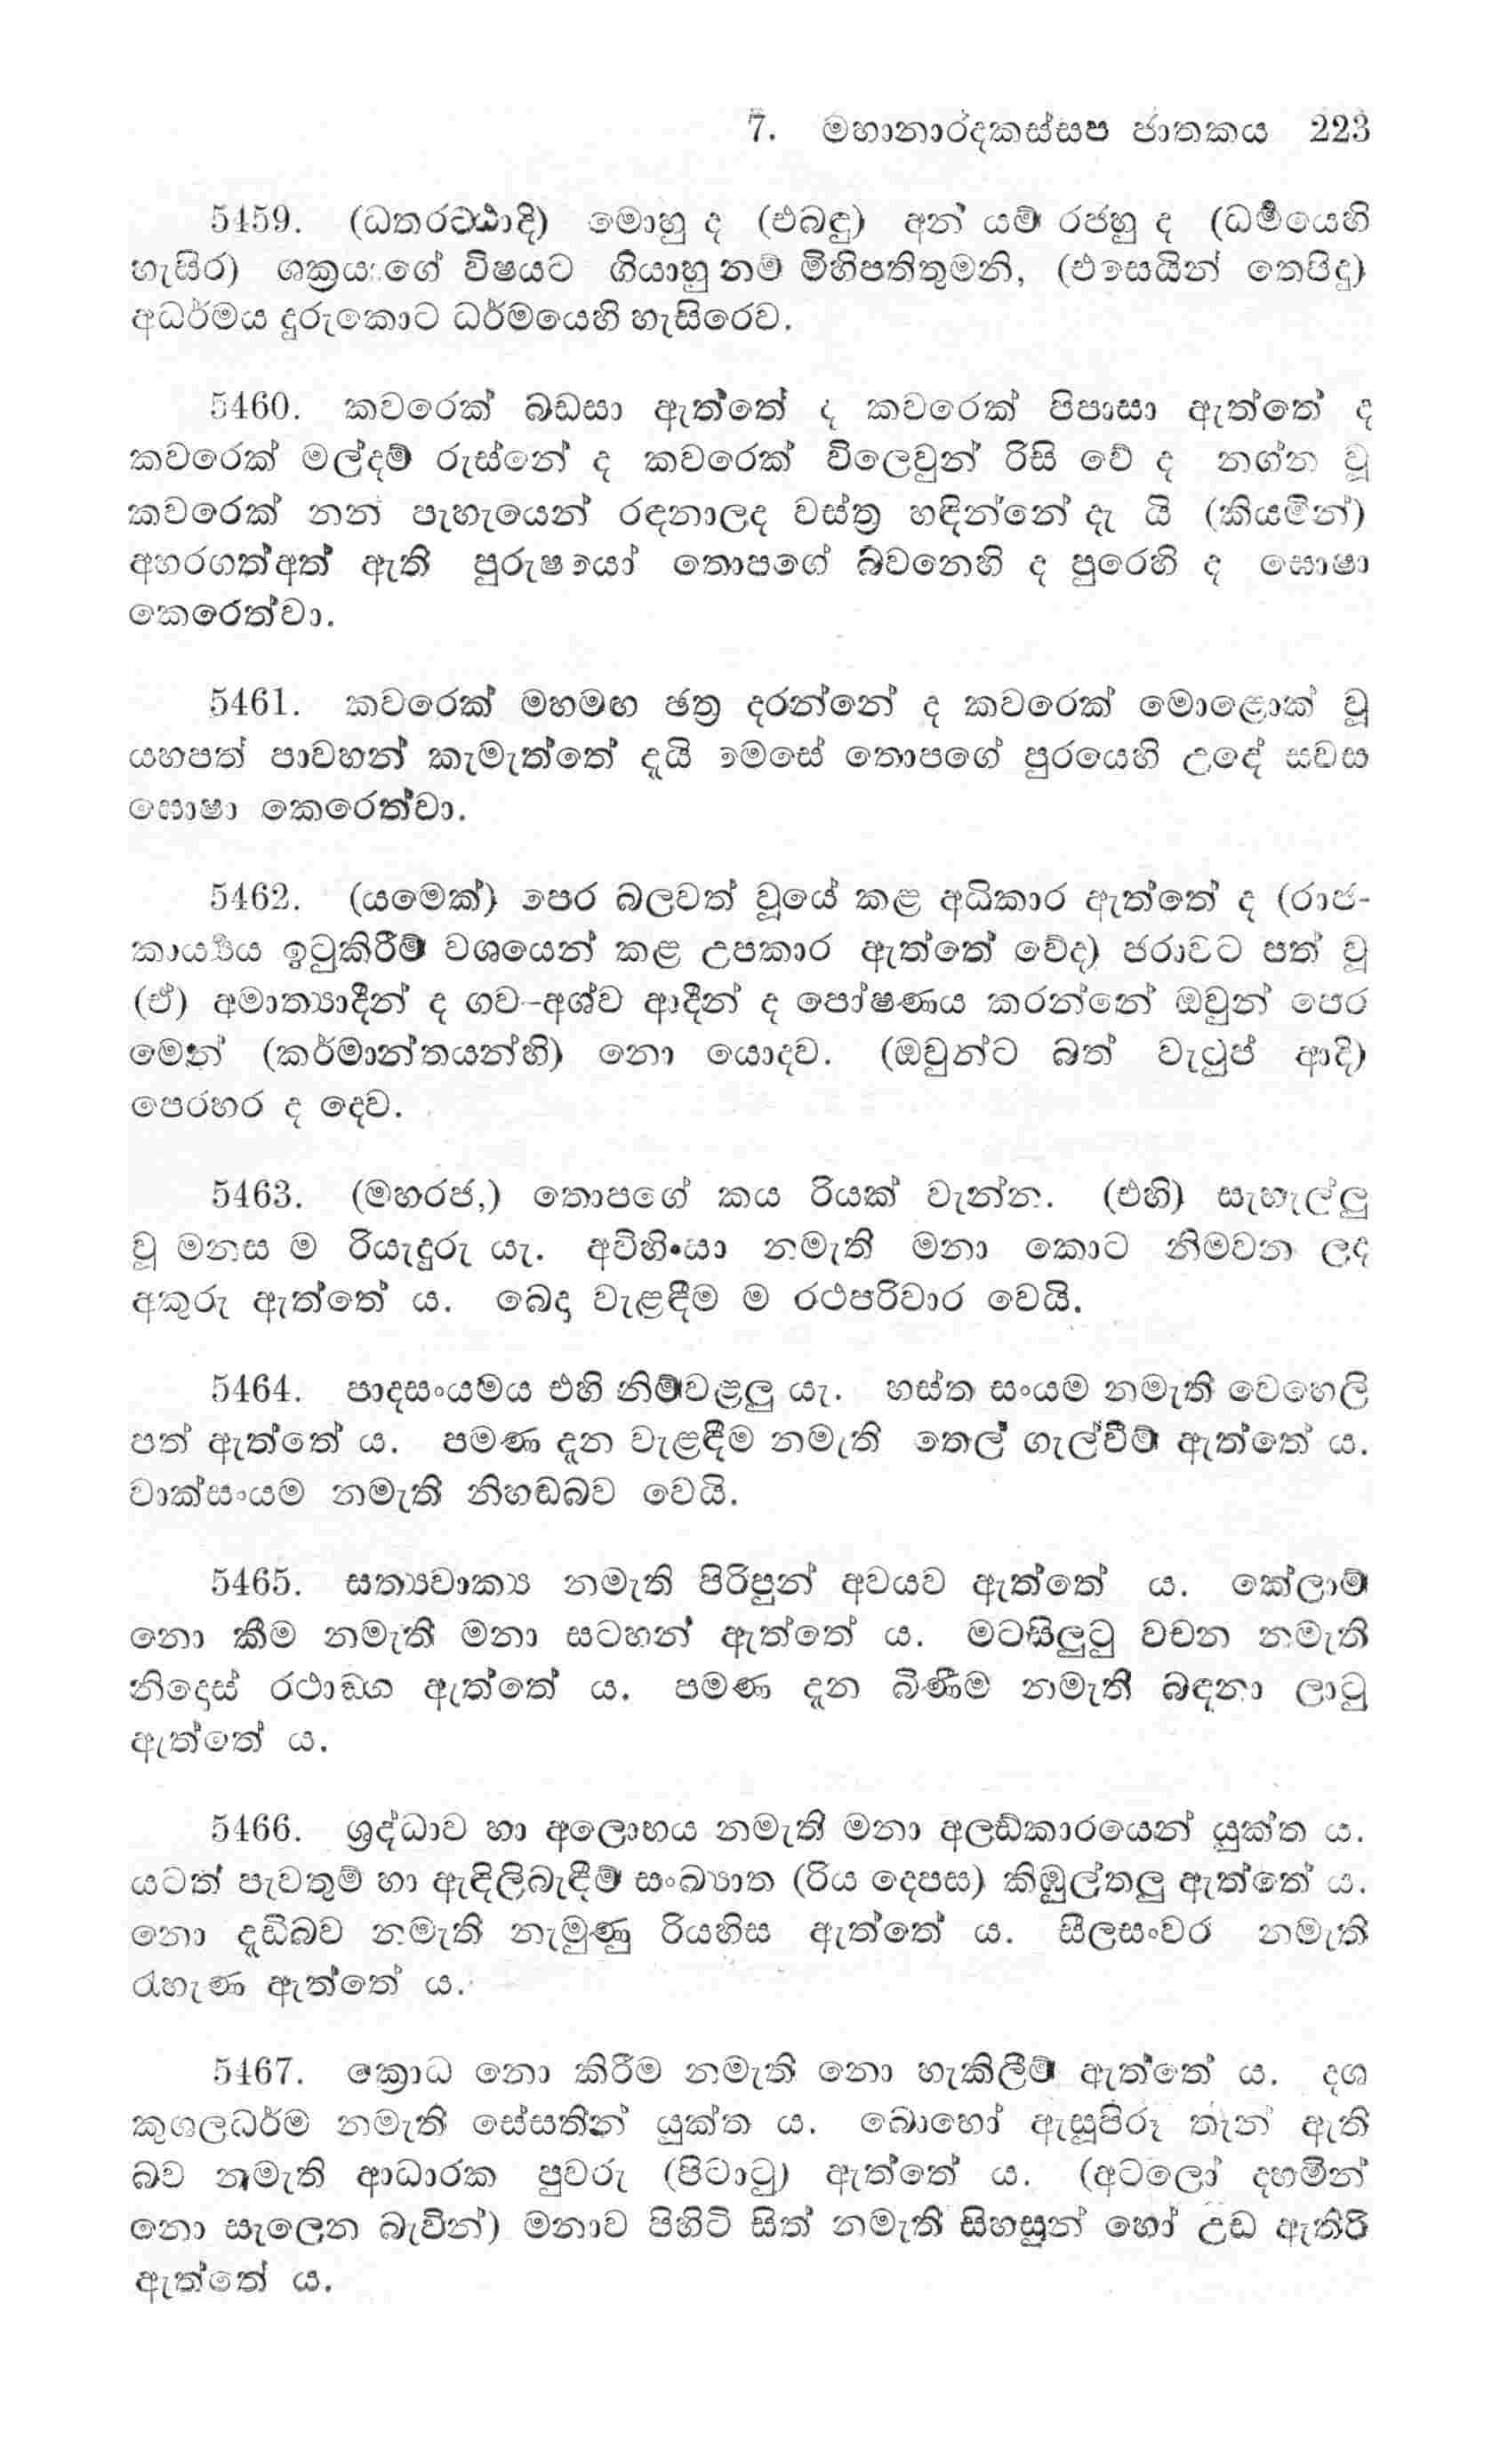 7. මහානාරදකස්සප ජාතකය 223
5459. (ධතරට්ඨාදි) මොහු ද (එබඳු) අන් යම් රජහු ද (ධර්‍මයෙහි
හැසිර) ශක්‍රයාගේ විෂයට ගියාහු නම් මිහිපතිතුමනි, (එසෙයින් තෙපිදු)
අධර්මය දුරුකොට ධර්මයෙහි හැසිරෙව.
5460. කවරෙක් බඩසා ඇත්තේ ද කවරෙක් පිපාසා ඇත්තේ ද
කවරෙක් මල්දම් රුස්නේ ද කවරෙක් විලෙවුන් රිසි වේ ද නග්න වූ
කවරෙක් නන් පැහැයෙන් රඳනාලද වස්ත්‍ර හඳින්නේ දැ යි (කියමින්)
අහරගත්අත් ඇති පුරුෂයෝ තොපගේ බවනෙහි ද පුරෙහි ද ඝොෂා
කෙරෙත්වා.
5461. කවරෙක් මහමඟ ඡත්‍ර දරන්නේ ද කවරෙක් මොළොක් වූ
යහපත් පාවහන් කැමැත්තේ දැයි මෙසේ තොපගේ පුරයෙහි උදේ සවස
ඝොෂා කෙරෙත්වා.
5462. (යමෙක්) පෙර බලවත් වූයේ කළ අධිකාර ඇත්තේ ද (රාජ-
කාර්‍ය්‍යය ඉටුකිරීම් වශයෙන් කළ උපකාර ඇත්තේ වේද) ජරාවට පත් වූ
(ඒ) අමාත්‍යාදීන් ද ගව-අශ්ව ආදීන් ද පෝෂණය කරන්නේ ඔවුන් පෙර
මෙන් (කර්මාන්තයන්හි) නො යොදව. (ඔවුන්ට බත් වැටුප් ආදි)
පෙරහර ද දෙව.
5463. (මහරජ,) තොපගේ කය රියක් වැන්න. (එහි) සැහැල්ලු
වූ මනස ම රියැදුරු යැ. අවිහිංසා නමැති මනා කොට නිමවන ලද
අකුරු ඇත්තේ ය. බෙදා වැළඳීම ම රථපරිවාර වෙයි.
5464. පාදසංයමය එහි නිම්වළලු යැ. හස්ත සංයම නමැති වෙහෙලි
පත් ඇත්තේ ය. පමණ දැන වැළඳීම නමැති තෙල් ගැල්වීම් ඇත්තේ ය.
වාක්සංයම නමැති නිහඬබව වෙයි.
5465. සත්‍යවාක්‍ය නමැති පිරිපුන් අවයව ඇත්තේ ය. කේලාම්
නො කීම නමැති මනා සටහන් ඇත්තේ ය. මටසිලුටු වචන නමැති
නිදොස් රථාඞ්ග ඇත්තේ ය. පමණ දැන බිණීම නමැති බඳනා ලාටු
ඇත්තේ ය.
5466. ශ්‍රද්ධාව හා අලොභය නමැති මනා අලඞ්කාරයෙන් යුක්ත ය.
යටත් පැවතුම් හා ඇඳිලිබැඳීම් සංඛ්‍යාත (රිය දෙපස) කිඹුල්තලු ඇත්තේ ය.
නො දැඩිබව නමැති නැමුණු රියහිස ඇත්තේ ය. සීලසංවර නමැති
රැහැණ ඇත්තේ ය.
5467. ක්‍රොධ නො කිරීම නමැති නො හැකිලීම් ඇත්තේ ය. දශ
කුශලධර්ම නමැති සේසතින් යුක්ත ය. බොහෝ ඇසූපිරූ තැන් ඇති
බව නමැති ආධාරක පුවරු (පිටාටු) ඇත්තේ ය. (අටලෝ දහමින්
නො සැලෙන බැවින්) මනාව පිහිටි සිත් නමැති සිහසුන් හෝ උඩ ඇතිරි
ඇත්තේ ය.